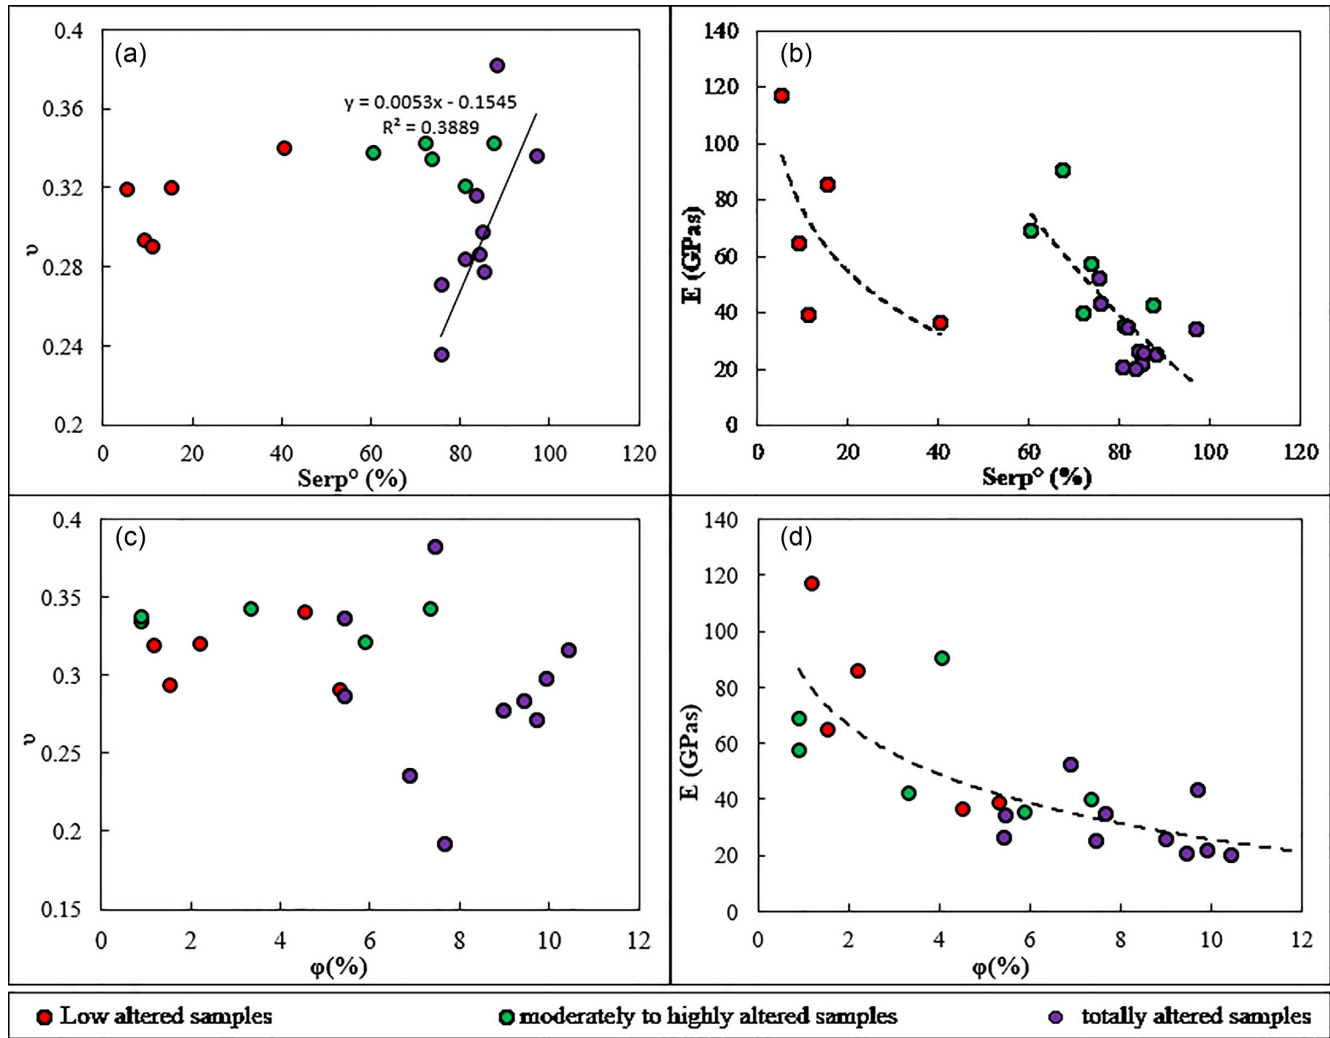 (a)
0.4
0.36
0.32
0.28
0.24
0.2
υ
y = 0.0053x - 0.1545
R² = 0.3889
0 20 40 60 80 100 120
Serp° (%)
(b)
140
120
100
80
60
40
20
0
E (GPas)
0 20 40 60 80 100 120
Serp° (%)
(c)
0.4
0.35
0.3
0.25
0.2
0.15
υ
0 2 4 6 8 10 12
φ(%)
(d)
140
120
100
80
60
40
20
0
E (GPas)
0 2 4 6 8 10 12
φ(%)
Low altered samples moderately to highly altered samples totally altered samples